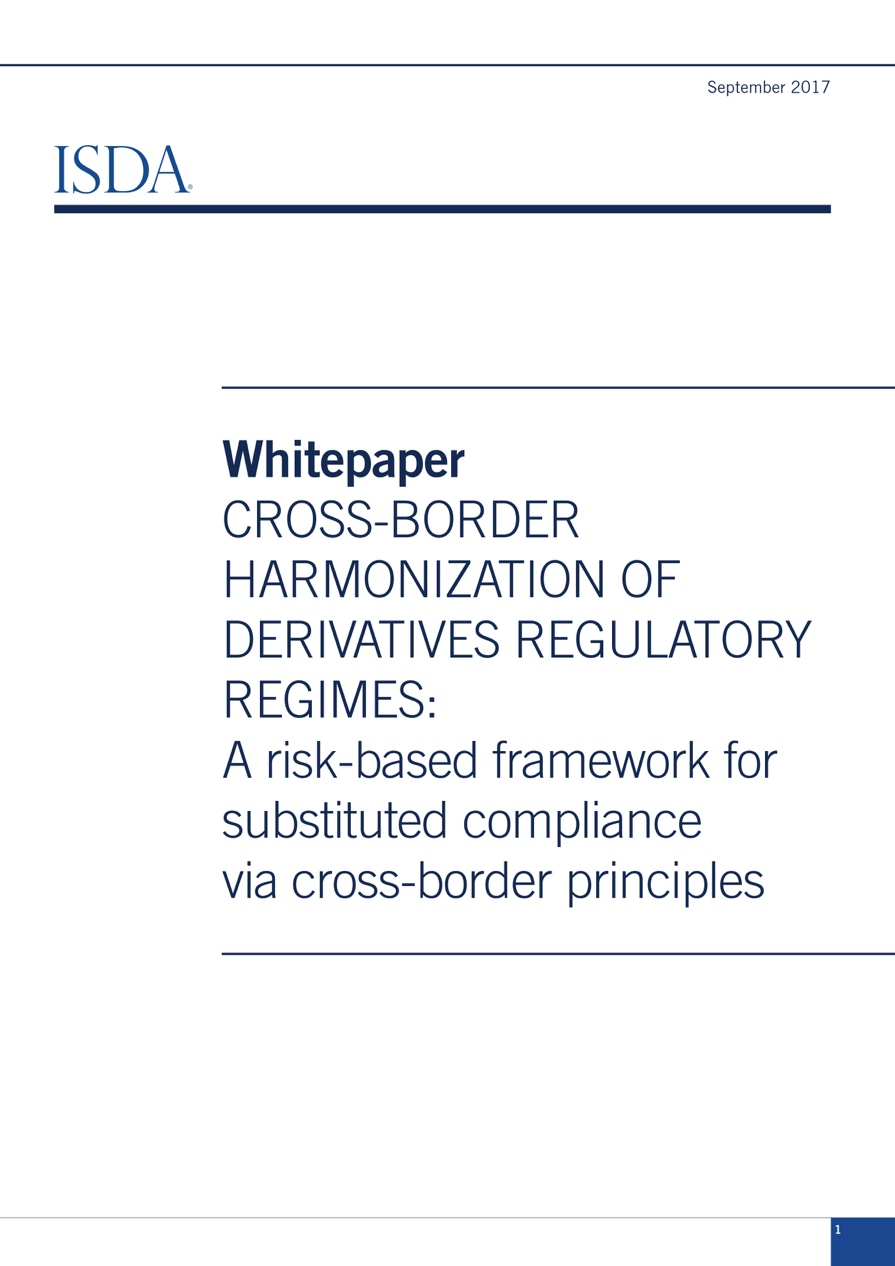 September 2017
ISDA®
Whitepaper
CROSS-BORDER
HARMONIZATION OF
DERIVATIVES REGULATORY
REGIMES:
A risk-based framework for
substituted compliance
via cross-border principles
1